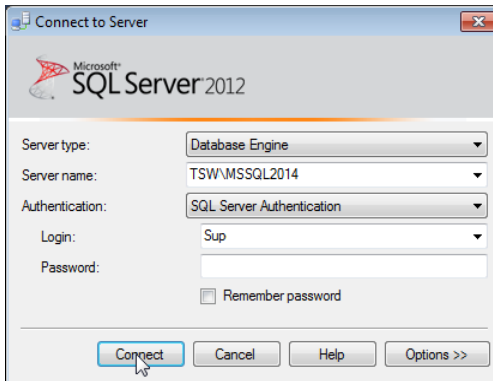 Connect to Server
Microsoft®
SQL Server® 2012
Server type: Database Engine
Server name: TSW\MSSQL2014
Authentication: SQL Server Authentication
Login: Sup
Password:
Remember password
Connect Cancel Help Options >>